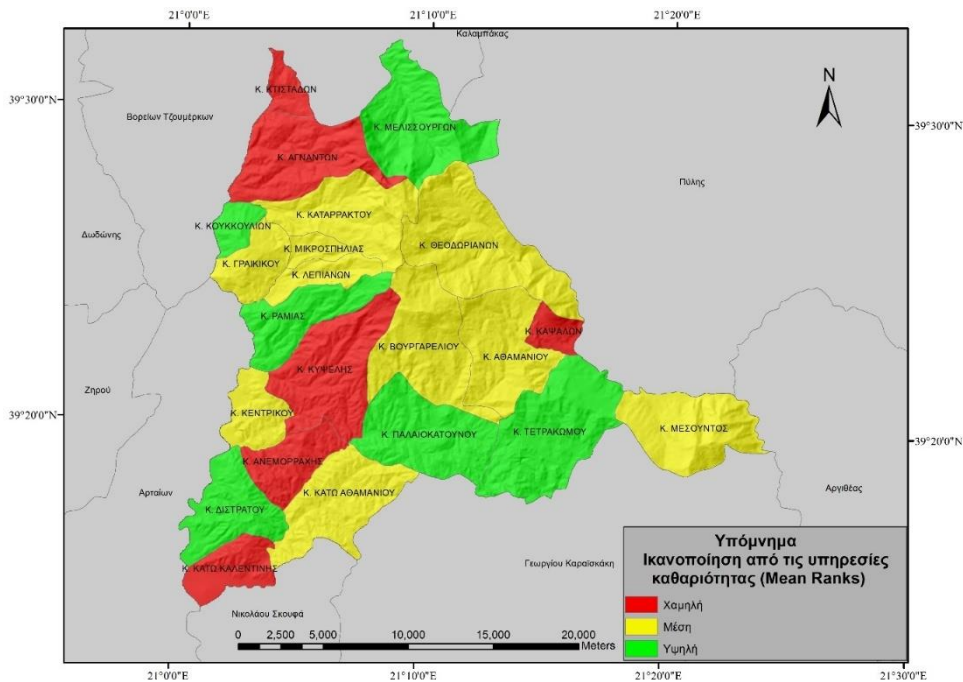 21°0'0"E 21°10'0"E 21°20'0"E
Καλαμπάκας
39°30'0"N
Κ. ΚΤΙΣΤΑΔΩΝ
N
Βορείων Τζουμέρκων
Κ. ΜΕΛΙΣΣΟΥΡΓΩΝ
39°30'0"N
Κ. ΑΓΝΑΝΤΩΝ
Πύλης
Κ. ΚΑΤΑΡΡΑΚΤΟΥ
Κ. ΚΟΥΚΚΟΥΛΙΩΝ
Δωδώνης
Κ. ΘΕΟΔΩΡΙΑΝΩΝ
Κ. ΜΙΚΡΟΣΠΗΛΙΑΣ
Κ. ΓΡΑΙΚΙΚΟΥ
Κ. ΛΕΠΙΑΝΩΝ
Κ. ΡΑΜΙΑΣ
Κ. ΚΑΨΑΛΩΝ
Κ. ΒΟΥΡΓΑΡΕΛΙΟΥ
Κ. ΑΘΑΜΑΝΙΟΥ
Κ. ΚΥΨΕΛΗΣ
Ζηρού
39°20'0"N
Κ. ΚΕΝΤΡΙΚΟΥ
Κ. ΜΕΣΟΥΝΤΟΣ
Κ. ΠΑΛΑΙΟΚΑΤΟΥΝΟΥ
Κ. ΤΕΤΡΑΚΩΜΟΥ
39°20'0"N
Κ. ΑΝΕΜΟΡΡΑΧΗΣ
Αργιθέας
Αρταίων
Κ. ΚΑΤΩ ΑΘΑΜΑΝΙΟΥ
Κ. ΔΙΣΤΡΑΤΟΥ
Υπόμνημα
Ικανοποίηση από τις υπηρεσίες
καθαριότητας (Mean Ranks)
Χαμηλή
Μέση
Υψηλή
Γεωργίου Καραϊσκάκη
Κ. ΚΑΤΩ ΚΑΛΕΝΤΙΝΗΣ
Νικολάου Σκουφά
0 2,500 5,000 10,000 15,000 20,000
Meters
21°0'0"E 21°10'0"E 21°20'0"E 21°30'0"E